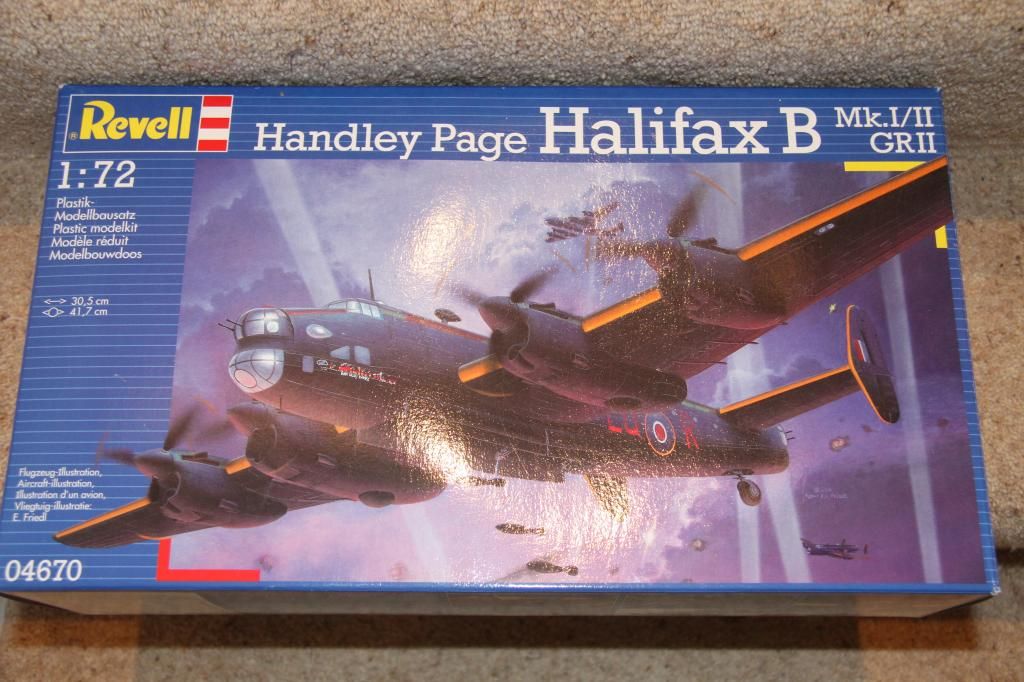 Revell
®
Handley Page Halifax B Mk.I/II
GRII
1:72
Plastik-
Modellbausatz
Plastic modelkit
Modèle réduit
Modelbouwdoos
30,5 cm
41,7 cm
Flugzeug-Illustration,
Aircraft-illustration,
Illustration d'un avion,
Vliegtuig-illustratie:
E. Friedl
04670